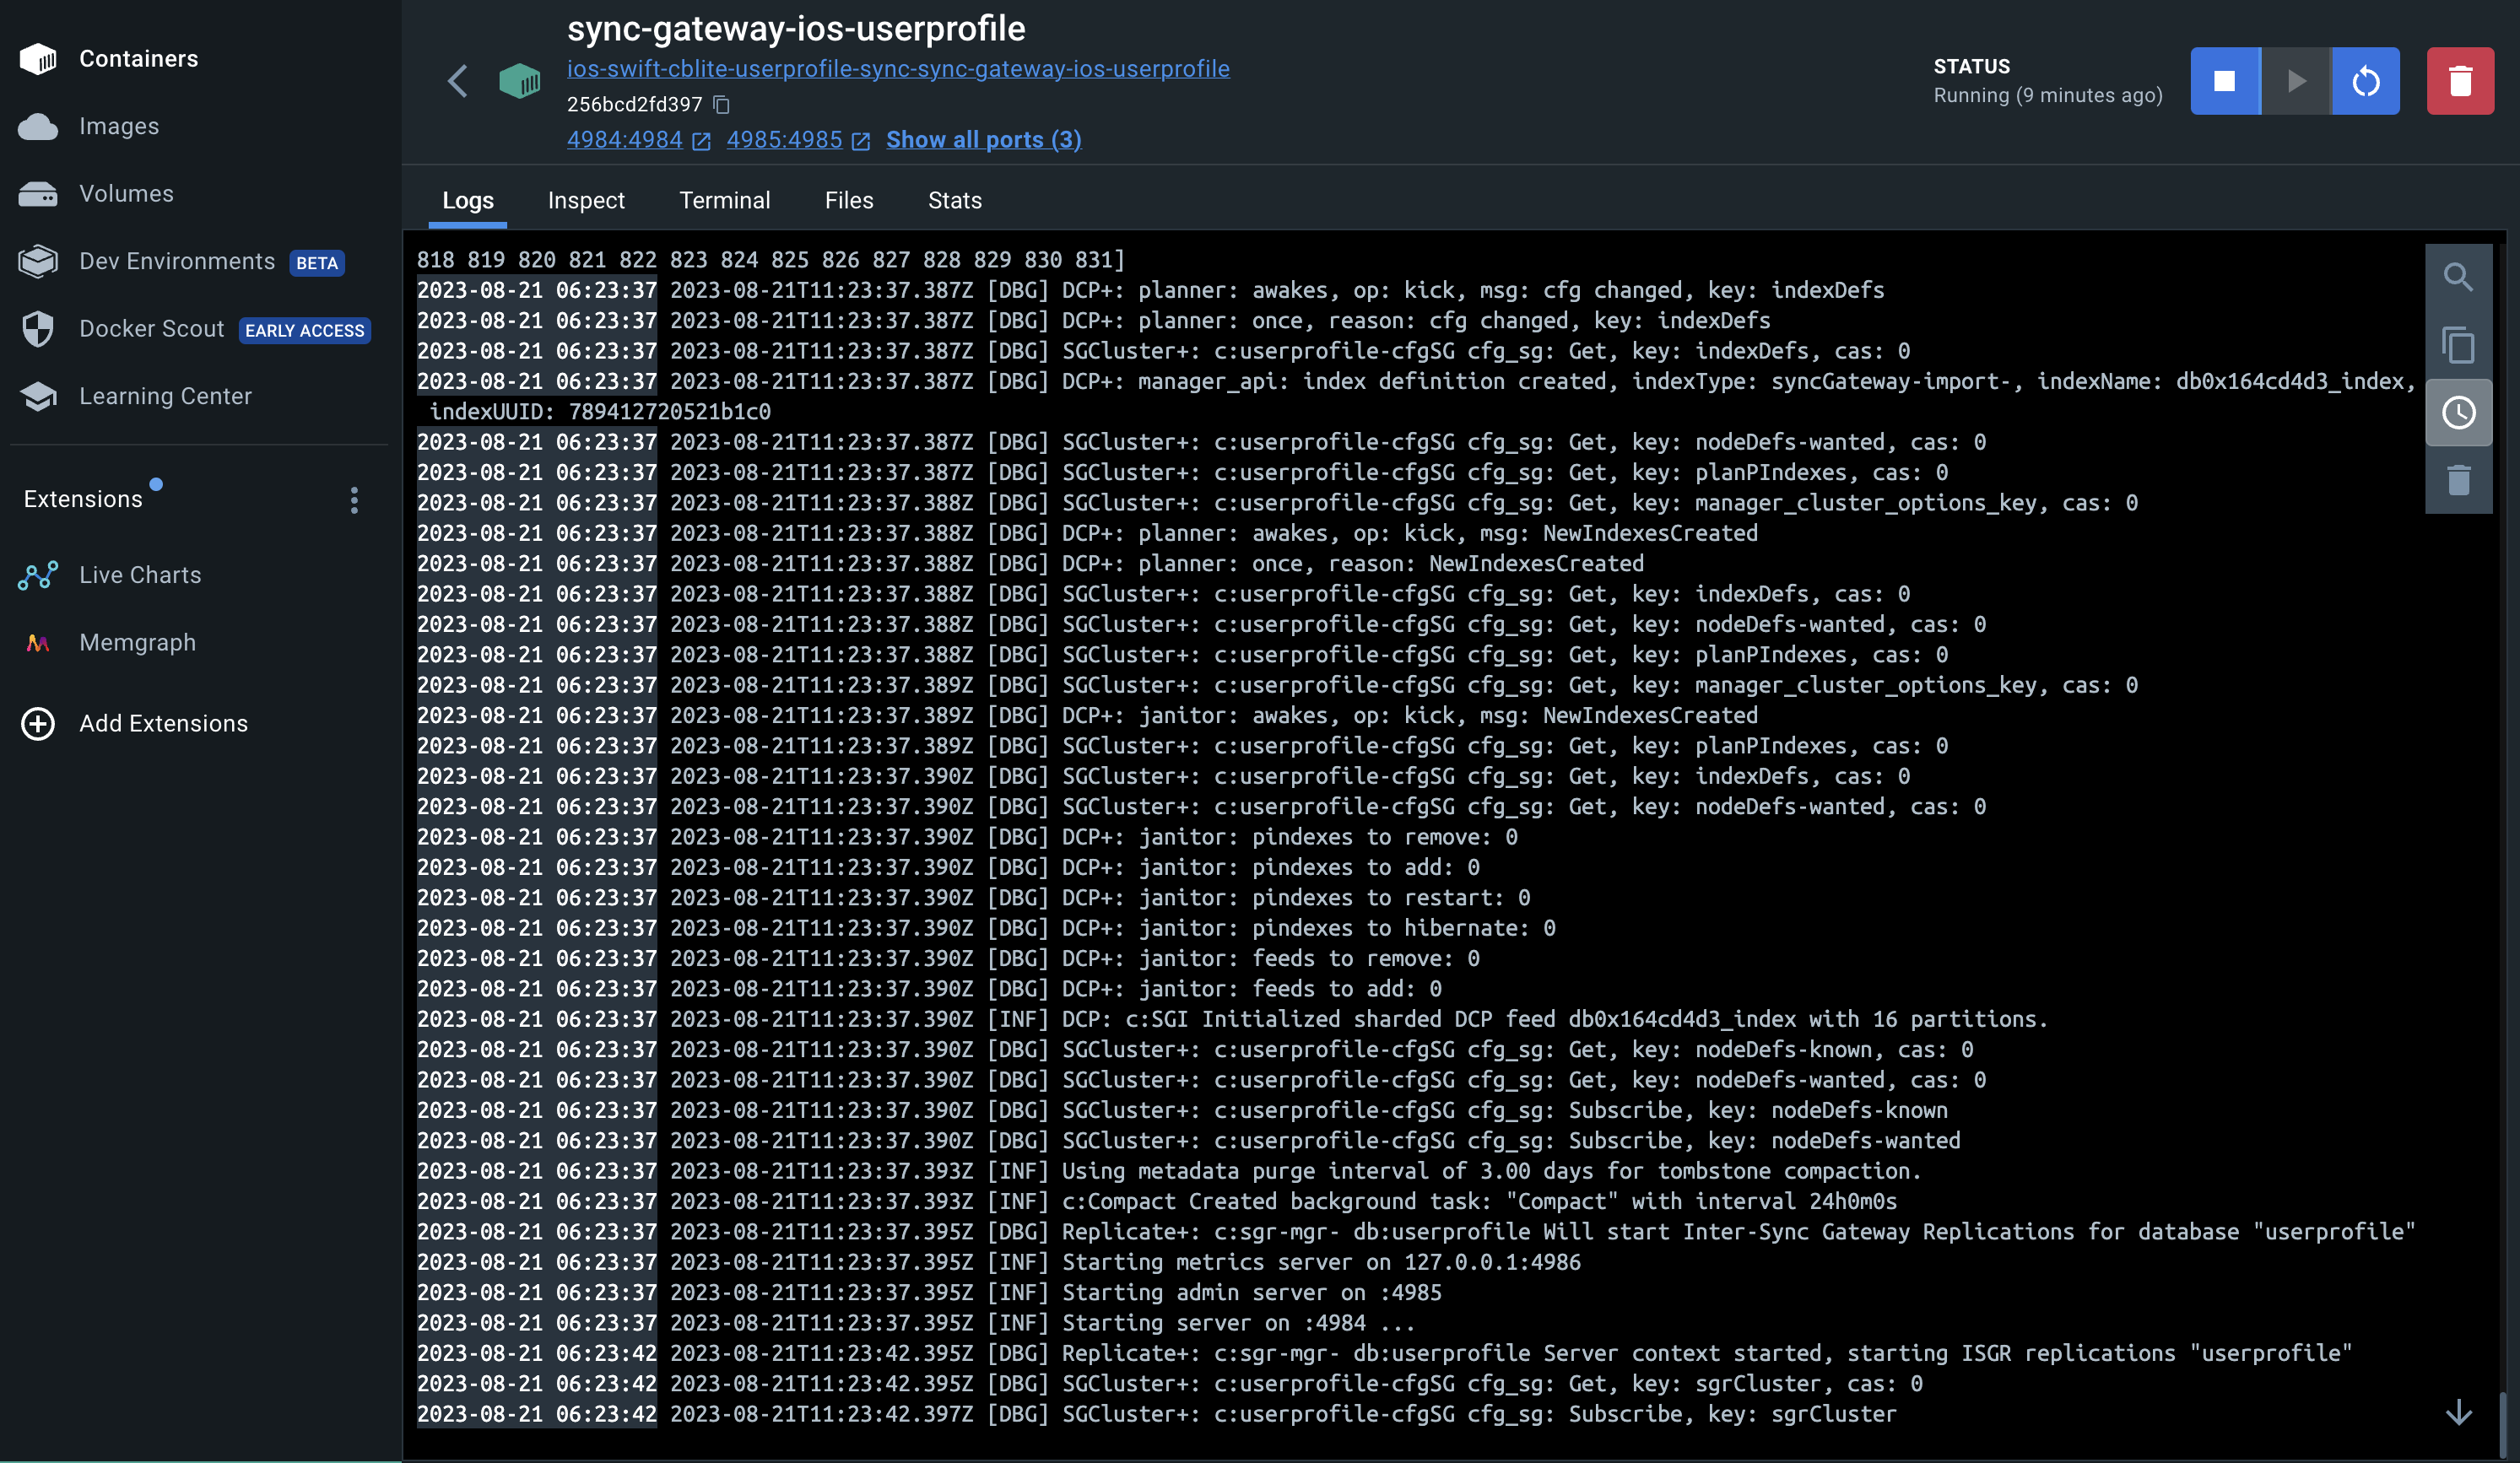 Containers
Images
Volumes
Dev Environments BETA
Docker Scout EARLY ACCESS
Learning Center
Extensions
Live Charts
Memgraph
Add Extensions
sync-gateway-ios-userprofile
ios-swift-cblite-userprofile-sync-sync-gateway-ios-userprofile
256bcd2fd397
4984:4984 4985:4985 Show all ports (3)
STATUS
Running (9 minutes ago)
Logs Inspect Terminal Files Stats
818 819 820 821 822 823 824 825 826 827 828 829 830 831]
2023-08-21 06:23:37 2023-08-21T11:23:37.387Z [DBG] DCP+: planner: awakes, op: kick, msg: cfg changed, key: indexDefs
2023-08-21 06:23:37 2023-08-21T11:23:37.387Z [DBG] DCP+: planner: once, reason: cfg changed, key: indexDefs
2023-08-21 06:23:37 2023-08-21T11:23:37.387Z [DBG] SGCluster+: c:userprofile-cfgSG cfg_sg: Get, key: indexDefs, cas: 0
2023-08-21 06:23:37 2023-08-21T11:23:37.387Z [DBG] DCP+: manager_api: index definition created, indexType: syncGateway-import-, indexName: db0x164cd4d3_index,
indexUUID: 789412720521b1c0
2023-08-21 06:23:37 2023-08-21T11:23:37.387Z [DBG] SGCluster+: c:userprofile-cfgSG cfg_sg: Get, key: nodeDefs-wanted, cas: 0
2023-08-21 06:23:37 2023-08-21T11:23:37.387Z [DBG] SGCluster+: c:userprofile-cfgSG cfg_sg: Get, key: planPIndexes, cas: 0
2023-08-21 06:23:37 2023-08-21T11:23:37.388Z [DBG] SGCluster+: c:userprofile-cfgSG cfg_sg: Get, key: manager_cluster_options_key, cas: 0
2023-08-21 06:23:37 2023-08-21T11:23:37.388Z [DBG] DCP+: planner: awakes, op: kick, msg: NewIndexesCreated
2023-08-21 06:23:37 2023-08-21T11:23:37.388Z [DBG] DCP+: planner: once, reason: NewIndexesCreated
2023-08-21 06:23:37 2023-08-21T11:23:37.388Z [DBG] SGCluster+: c:userprofile-cfgSG cfg_sg: Get, key: indexDefs, cas: 0
2023-08-21 06:23:37 2023-08-21T11:23:37.388Z [DBG] SGCluster+: c:userprofile-cfgSG cfg_sg: Get, key: nodeDefs-wanted, cas: 0
2023-08-21 06:23:37 2023-08-21T11:23:37.388Z [DBG] SGCluster+: c:userprofile-cfgSG cfg_sg: Get, key: planPIndexes, cas: 0
2023-08-21 06:23:37 2023-08-21T11:23:37.389Z [DBG] SGCluster+: c:userprofile-cfgSG cfg_sg: Get, key: manager_cluster_options_key, cas: 0
2023-08-21 06:23:37 2023-08-21T11:23:37.389Z [DBG] DCP+: janitor: awakes, op: kick, msg: NewIndexesCreated
2023-08-21 06:23:37 2023-08-21T11:23:37.389Z [DBG] SGCluster+: c:userprofile-cfgSG cfg_sg: Get, key: planPIndexes, cas: 0
2023-08-21 06:23:37 2023-08-21T11:23:37.390Z [DBG] SGCluster+: c:userprofile-cfgSG cfg_sg: Get, key: indexDefs, cas: 0
2023-08-21 06:23:37 2023-08-21T11:23:37.390Z [DBG] SGCluster+: c:userprofile-cfgSG cfg_sg: Get, key: nodeDefs-wanted, cas: 0
2023-08-21 06:23:37 2023-08-21T11:23:37.390Z [DBG] DCP+: janitor: pindexes to remove: 0
2023-08-21 06:23:37 2023-08-21T11:23:37.390Z [DBG] DCP+: janitor: pindexes to add: 0
2023-08-21 06:23:37 2023-08-21T11:23:37.390Z [DBG] DCP+: janitor: pindexes to restart: 0
2023-08-21 06:23:37 2023-08-21T11:23:37.390Z [DBG] DCP+: janitor: pindexes to hibernate: 0
2023-08-21 06:23:37 2023-08-21T11:23:37.390Z [DBG] DCP+: janitor: feeds to remove: 0
2023-08-21 06:23:37 2023-08-21T11:23:37.390Z [DBG] DCP+: janitor: feeds to add: 0
2023-08-21 06:23:37 2023-08-21T11:23:37.390Z [INF] DCP: c:SGI Initialized sharded DCP feed db0x164cd4d3_index with 16 partitions.
2023-08-21 06:23:37 2023-08-21T11:23:37.390Z [DBG] SGCluster+: c:userprofile-cfgSG cfg_sg: Get, key: nodeDefs-known, cas: 0
2023-08-21 06:23:37 2023-08-21T11:23:37.390Z [DBG] SGCluster+: c:userprofile-cfgSG cfg_sg: Get, key: nodeDefs-wanted, cas: 0
2023-08-21 06:23:37 2023-08-21T11:23:37.390Z [DBG] SGCluster+: c:userprofile-cfgSG cfg_sg: Subscribe, key: nodeDefs-known
2023-08-21 06:23:37 2023-08-21T11:23:37.390Z [DBG] SGCluster+: c:userprofile-cfgSG cfg_sg: Subscribe, key: nodeDefs-wanted
2023-08-21 06:23:37 2023-08-21T11:23:37.393Z [INF] Using metadata purge interval of 3.00 days for tombstone compaction.
2023-08-21 06:23:37 2023-08-21T11:23:37.393Z [INF] c:Compact Created background task: "Compact" with interval 24h0m0s
2023-08-21 06:23:37 2023-08-21T11:23:37.395Z [DBG] Replicate+: c:sgr-mgr- db:userprofile Will start Inter-Sync Gateway Replications for database "userprofile"
2023-08-21 06:23:37 2023-08-21T11:23:37.395Z [INF] Starting metrics server on 127.0.0.1:4986
2023-08-21 06:23:37 2023-08-21T11:23:37.395Z [INF] Starting admin server on :4985
2023-08-21 06:23:37 2023-08-21T11:23:37.395Z [INF] Starting server on :4984 ...
2023-08-21 06:23:42 2023-08-21T11:23:42.395Z [DBG] Replicate+: c:sgr-mgr- db:userprofile Server context started, starting ISGR replications "userprofile"
2023-08-21 06:23:42 2023-08-21T11:23:42.395Z [DBG] SGCluster+: c:userprofile-cfgSG cfg_sg: Get, key: sgrCluster, cas: 0
2023-08-21 06:23:42 2023-08-21T11:23:42.397Z [DBG] SGCluster+: c:userprofile-cfgSG cfg_sg: Subscribe, key: sgrCluster